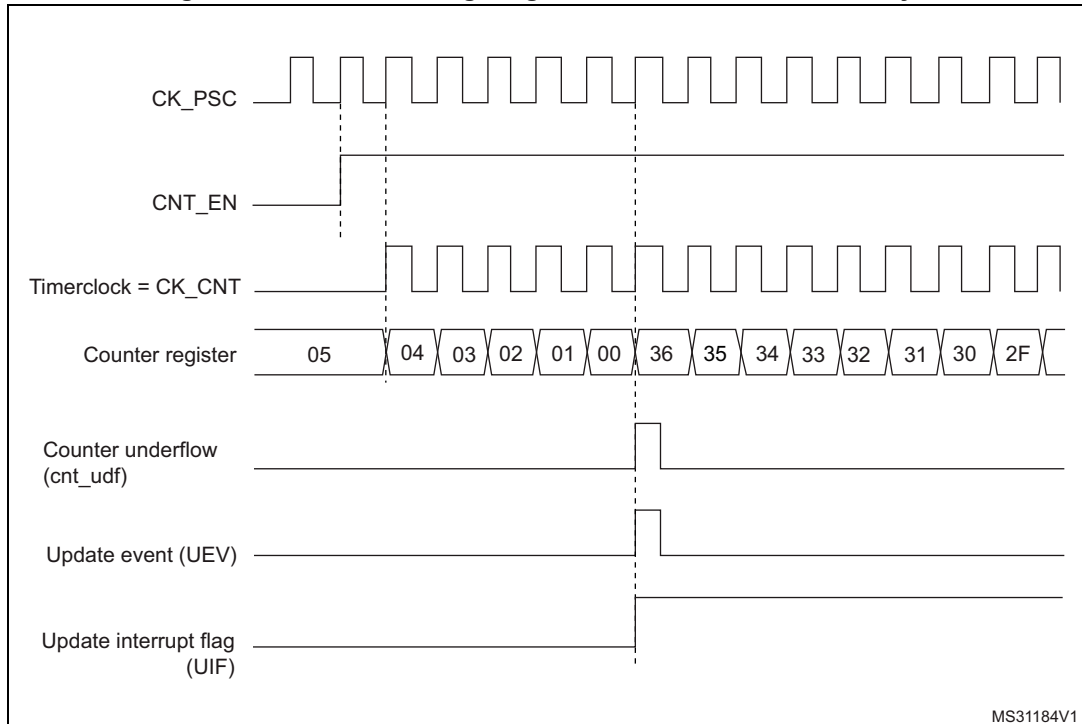 CK_PSC
CNT_EN
Timerclock = CK_CNT
Counter register 05 04 03 02 01 00 36 35 34 33 32 31 30 2F
Counter underflow
(cnt_udf)
Update event (UEV)
Update interrupt flag
(UIF)
MS31184V1